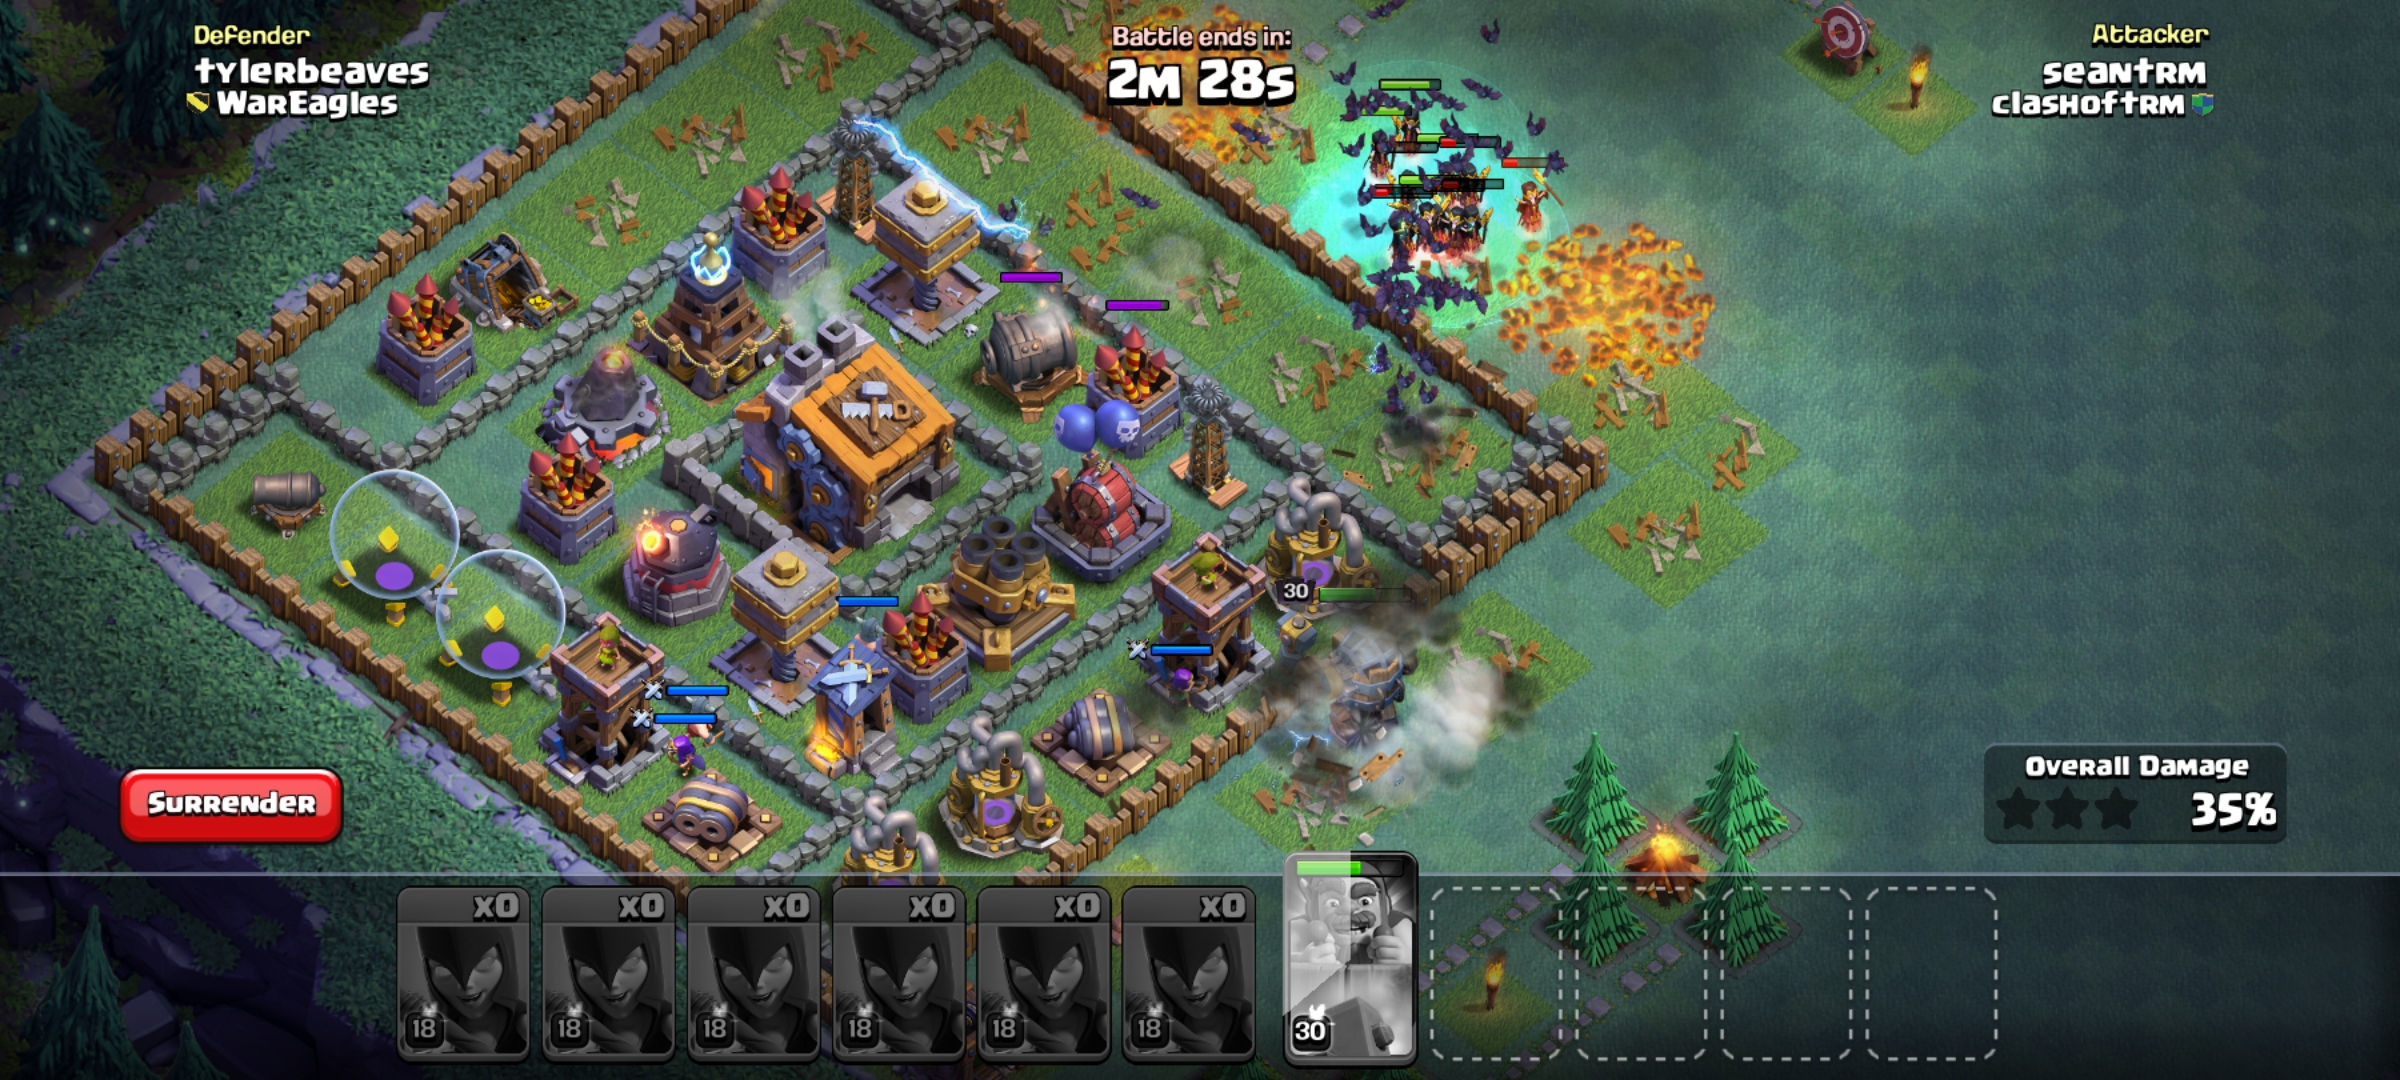 Defender
tylerbeaves
WarEagles
Battle ends in:
2m 28s
Attacker
seantrm
clashoftrm
30
Surrender
Overall Damage
35%
x0
x0
x0
x0
x0
x0
18
18
18
18
18
18
30